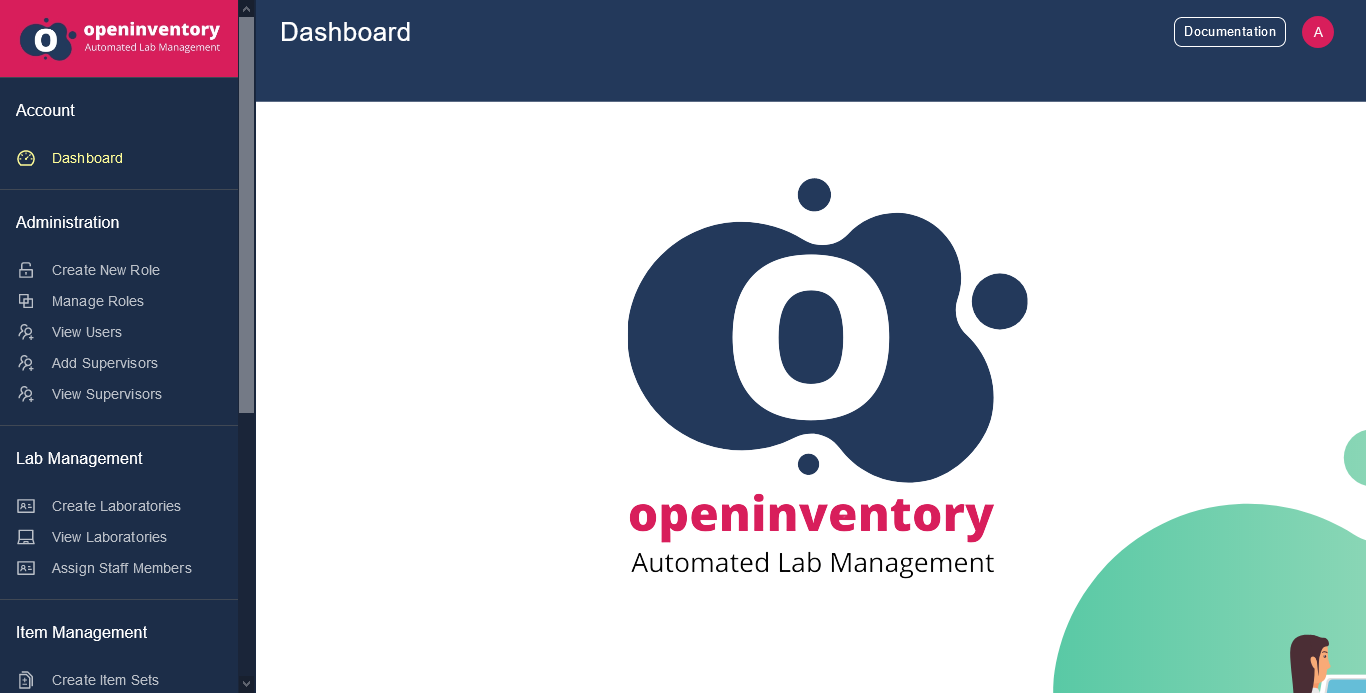 openinventory
Automated Lab Management
Dashboard
Documentation
A
Account
Dashboard
Administration
Create New Role
Manage Roles
View Users
Add Supervisors
View Supervisors
Lab Management
Create Laboratories
View Laboratories
Assign Staff Members
Item Management
Create Item Sets
O
openinventory
Automated Lab Management